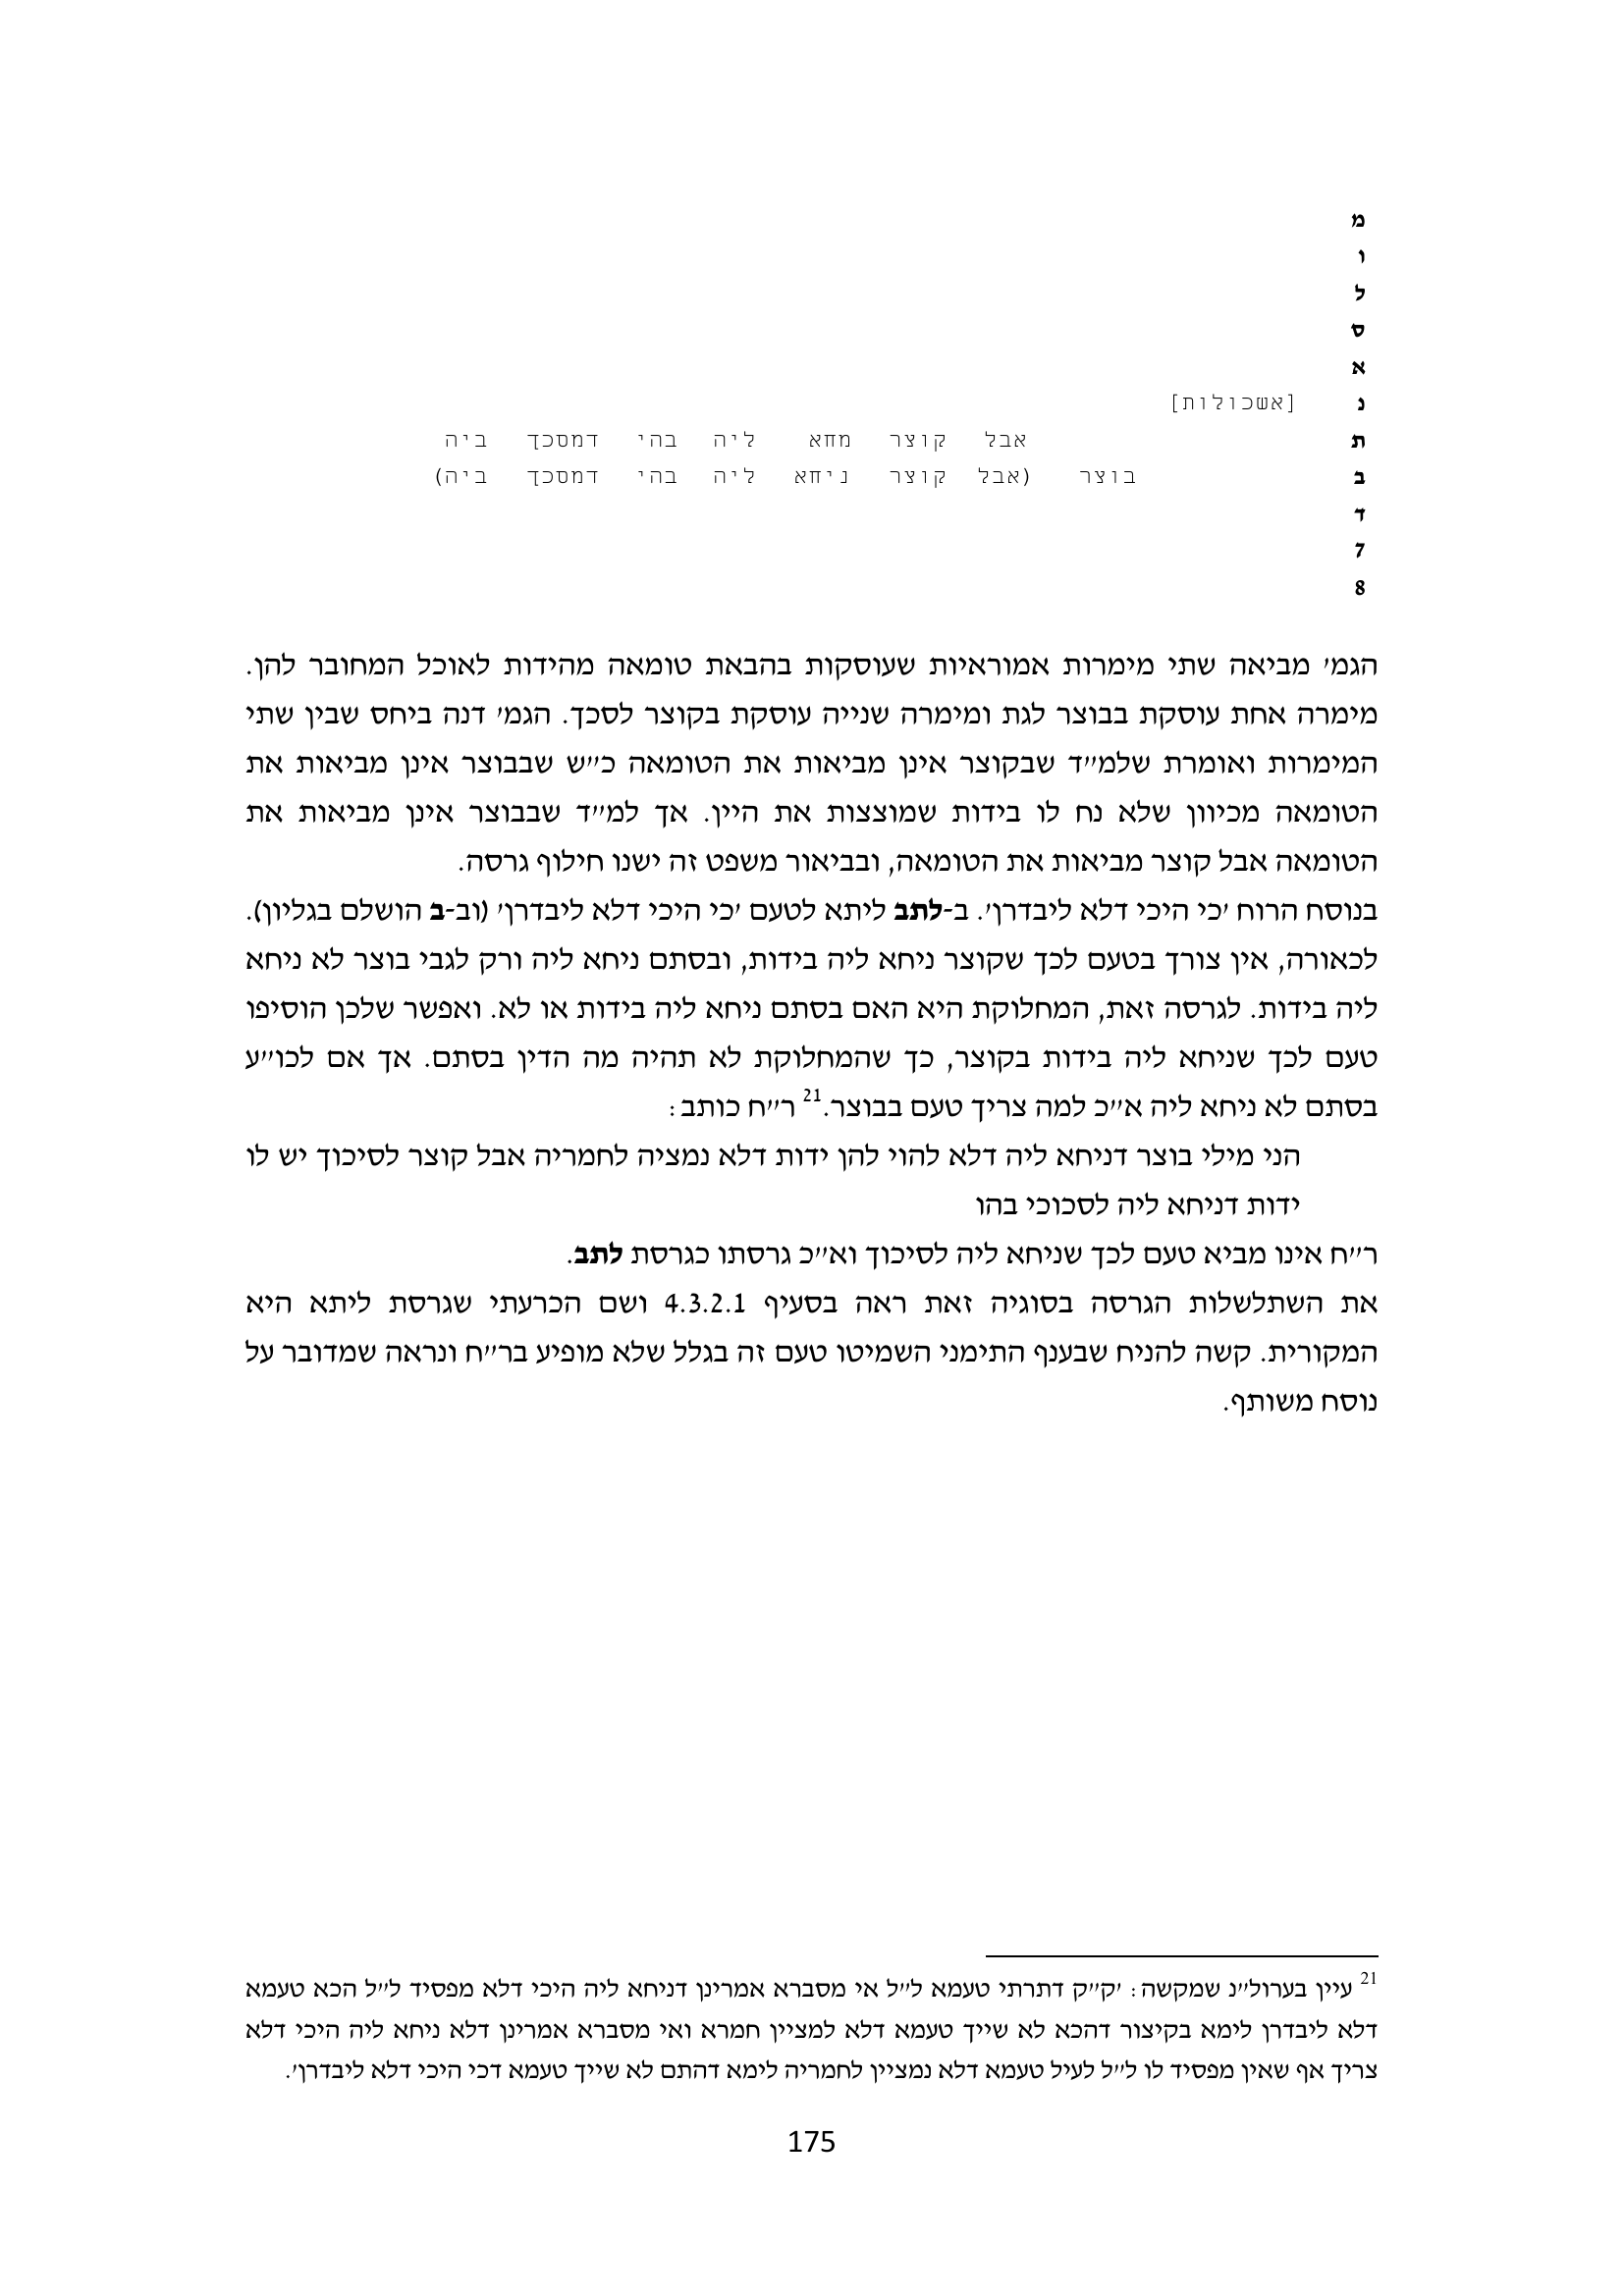 מ
ו
ל
ס
א
נ [אשכולות]
ת אבל קוצר מחא ליה בהי דמסכך ביה
ב בוצר (אבל קוצר ניחא ליה בהי דמסכך ביה)
ד
7
8
הגמ׳ מביאה שתי מימרות אמוראיות שעוסקות בהבאת טומאה מהידות לאוכל המחובר להן.
מימרה אחת עוסקת בבוצר לגת ומימרה שנייה עוסקת בקוצר לסכך. הגמ׳ דנה ביחס שבין שתי
המימרות ואומרת שלמ״ד שבקוצר אינן מביאות את הטומאה כ״ש שבבוצר אינן מביאות את
הטומאה מכיוון שלא נח לו בידות שמוצצות את היין. אך למ״ד שבבוצר אינן מביאות את
הטומאה אבל קוצר מביאות את הטומאה, ובביאור משפט זה ישנו חילוף גרסה.
בנוסח הרוח ׳כי היכי דלא ליבדרן׳. ב-לתב ליתא לטעם ׳כי היכי דלא ליבדרן׳ (וב-ב הושלם בגליון).
לכאורה, אין צורך בטעם לכך שקוצר ניחא ליה בידות, ובסתם ניחא ליה ורק לגבי בוצר לא ניחא
ליה בידות. לגרסה זאת, המחלוקת היא האם בסתם ניחא ליה בידות או לא. ואפשר שלכן הוסיפו
טעם לכך שניחא ליה בידות בקוצר, כך שהמחלוקת לא תהיה מה הדין בסתם. אך אם לכו״ע
בסתם לא ניחא ליה א״כ למה צריך טעם בבוצר.21 ר״ח כותב:
הני מילי בוצר דניחא ליה דלא להוי להן ידות דלא נמציה לחמריה אבל קוצר לסיכוך יש לו
ידות דניחא ליה לסכוכי בהו
ר״ח אינו מביא טעם לכך שניחא ליה לסיכוך וא״כ גרסתו כגרסת לתב.
את השתלשלות הגרסה בסוגיה זאת ראה בסעיף 4.3.2.1 ושם הכרעתי שגרסת ליתא היא
המקורית. קשה להניח שבענף התימני השמיטו טעם זה בגלל שלא מופיע בר״ח ונראה שמדובר על
נוסח משותף.
21 עיין בערול״נ שמקשה: ׳ק״ק דתרתי טעמא ל״ל אי מסברא אמרינן דניחא ליה היכי דלא מפסיד ל״ל הכא טעמא
דלא ליבדרן לימא בקיצור דהכא לא שייך טעמא דלא למציין חמרא ואי מסברא אמרינן דלא ניחא ליה היכי דלא
צריך אף שאין מפסיד לו ל״ל לעיל טעמא דלא נמציין לחמריה לימא דהתם לא שייך טעמא דכי היכי דלא ליבדרן׳.
175